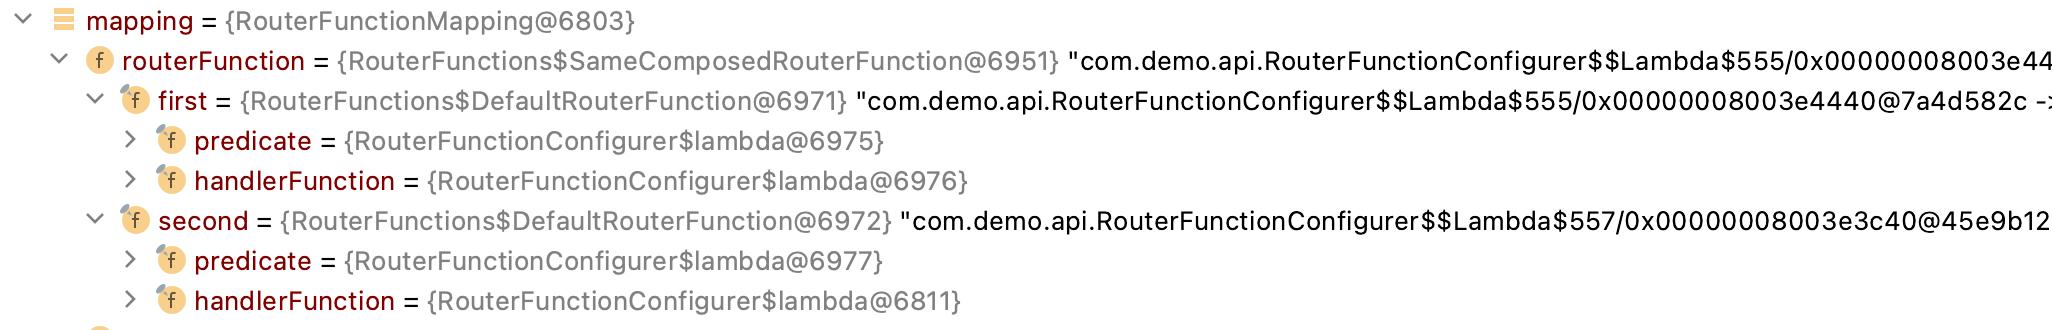 mapping = {RouterFunctionMapping@6803}
f routerFunction = {RouterFunctions$SameComposedRouterFunction@6951} "com.demo.api.RouterFunctionConfigurer$$Lambda$555/0x00000008003e44
f first = {RouterFunctions$DefaultRouterFunction@6971} "com.demo.api.RouterFunctionConfigurer$$Lambda$555/0x00000008003e4440@7a4d582c ->
f predicate = {RouterFunctionConfigurer$lambda@6975}
f handlerFunction = {RouterFunctionConfigurer$lambda@6976}
f second = {RouterFunctions$DefaultRouterFunction@6972} "com.demo.api.RouterFunctionConfigurer$$Lambda$557/0x00000008003e3c40@45e9b12
f predicate = {RouterFunctionConfigurer$lambda@6977}
f handlerFunction = {RouterFunctionConfigurer$lambda@6811}